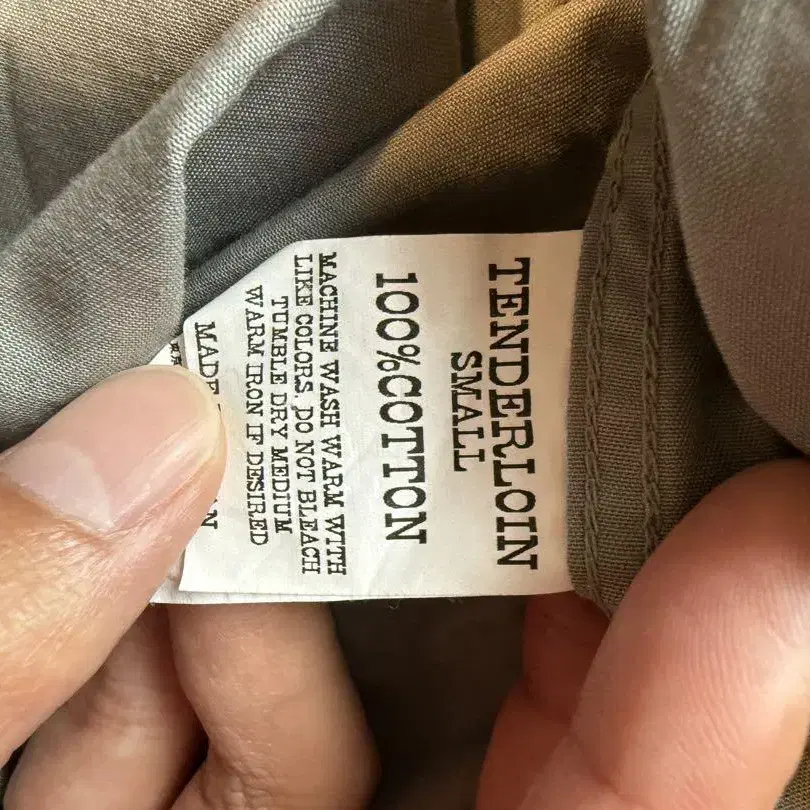 TENDERLOIN
SMALL
100%COTTON
MACHINE WASH WARM WITH
LIKE COLORS. DO NOT BLEACH
TUMBLE DRY MEDIUM
WARM IRON IF DESIRED
MADE